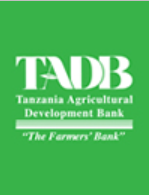 TADB
Tanzania Agricultural
Development Bank
"The Farmers' Bank"